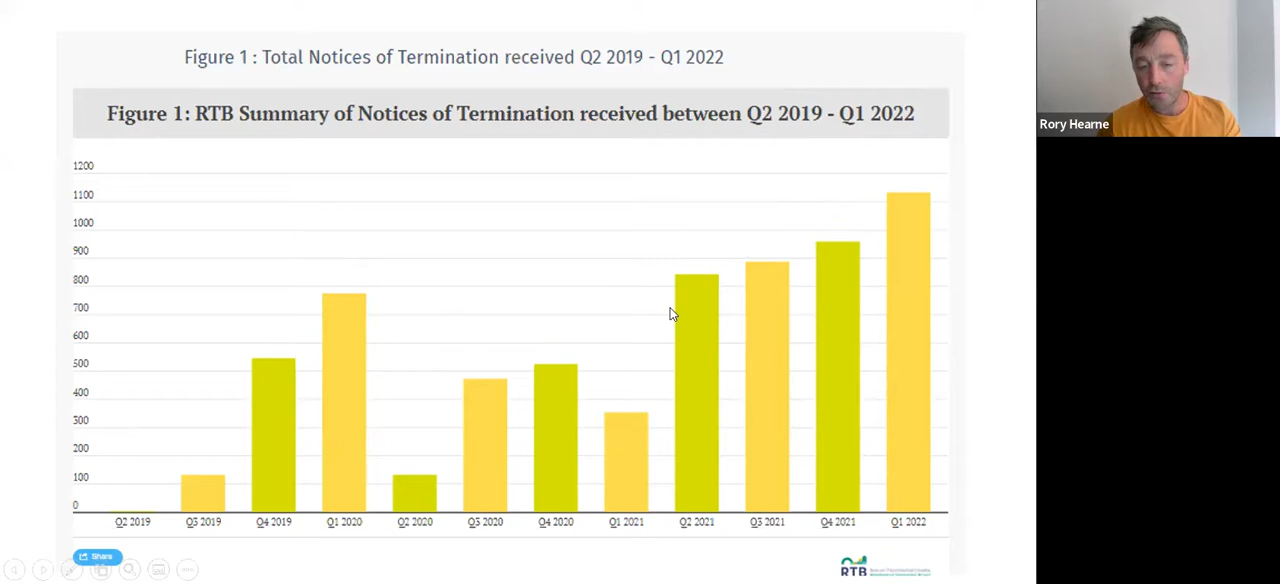 Figure 1 : Total Notices of Termination received Q2 2019 - Q1 2022
Figure 1: RTB Summary of Notices of Termination received between Q2 2019 - Q1 2022
Rory Hearne
1200
1100
1000
900
800
700
600
500
400
300
200
100
0
Q2 2019 Q3 2019 Q4 2019 Q1 2020 Q2 2020 Q3 2020 Q4 2020 Q1 2021 Q2 2021 Q3 2021 Q4 2021 Q1 2022
Share
RTB